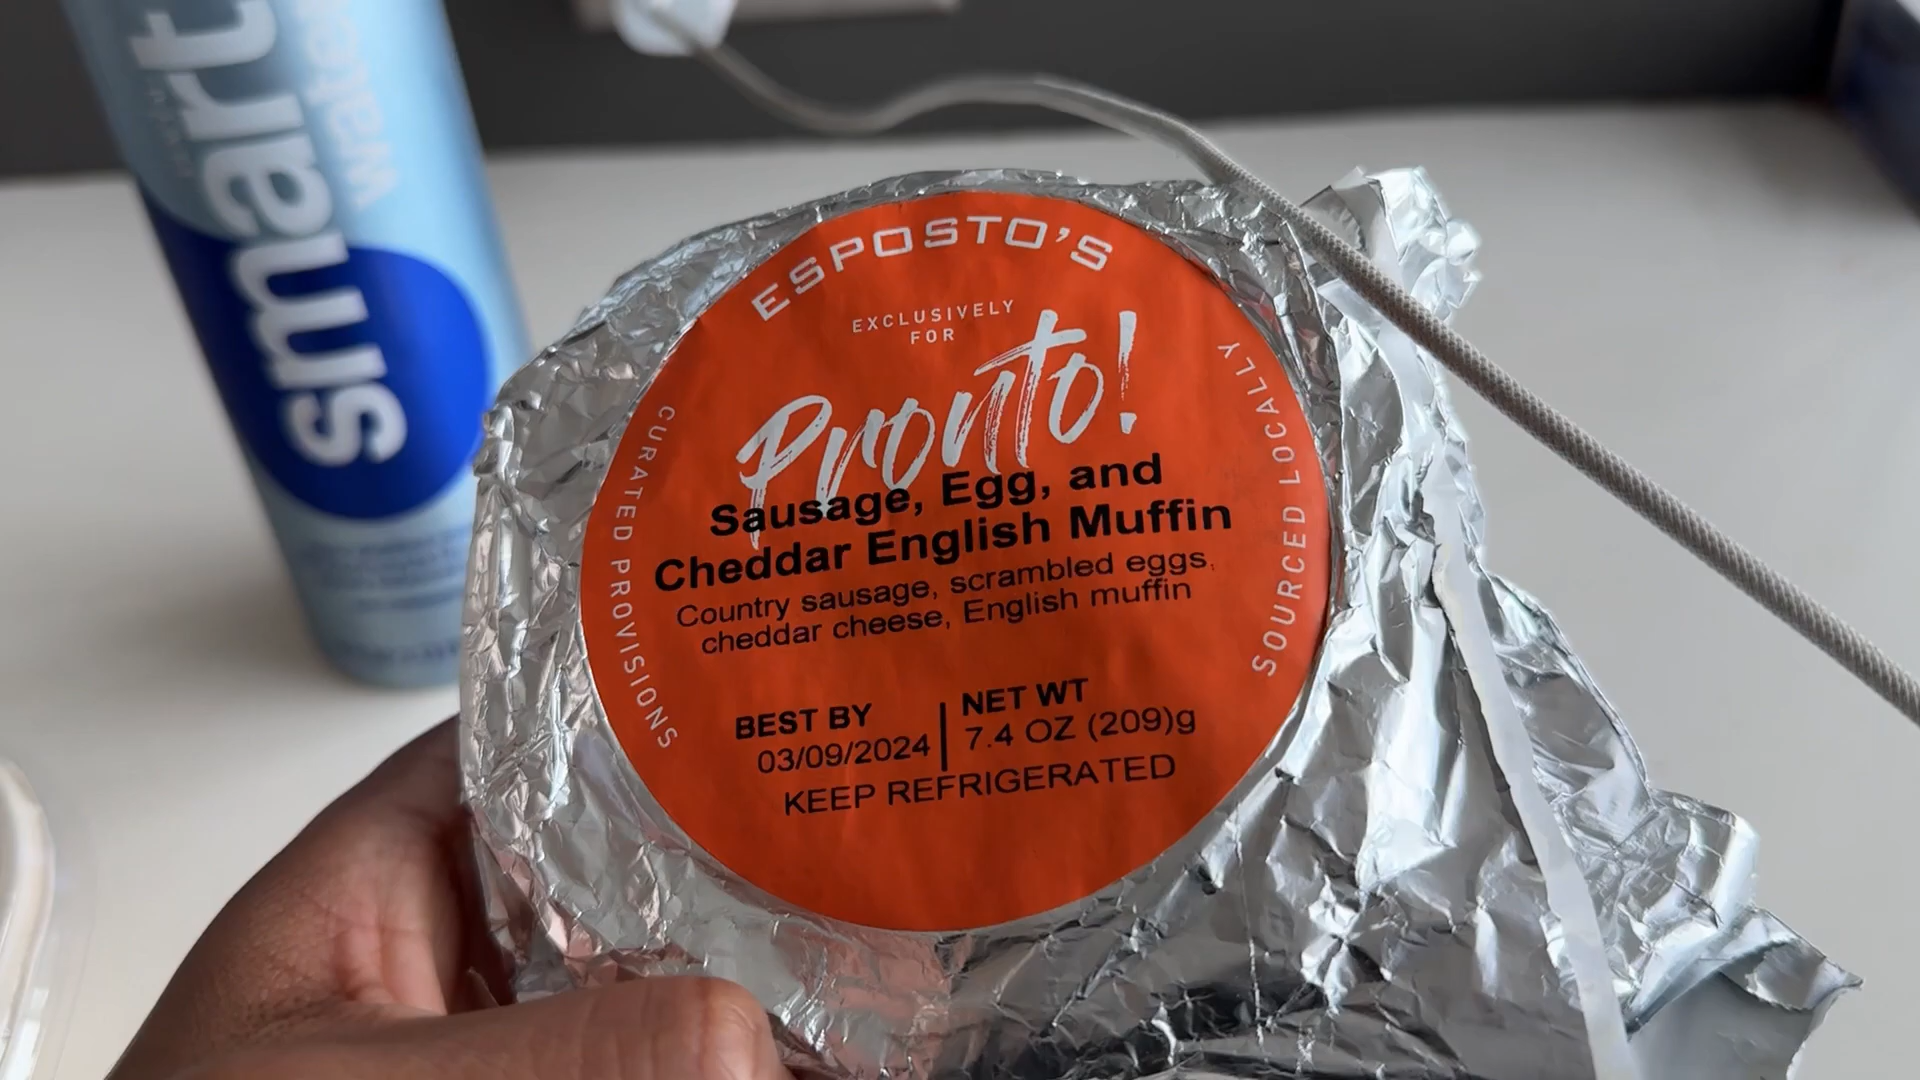 smart
water
ESPOSTO'S
EXCLUSIVELY
FOR
Pronto!
CURATED PROVISIONS
SOURCED LOCALLY
Sausage, Egg, and
Cheddar English Muffin
Country sausage, scrambled eggs,
cheddar cheese, English muffin
BEST BY
03/09/2024
NET WT
7.4 OZ (209)g
KEEP REFRIGERATED